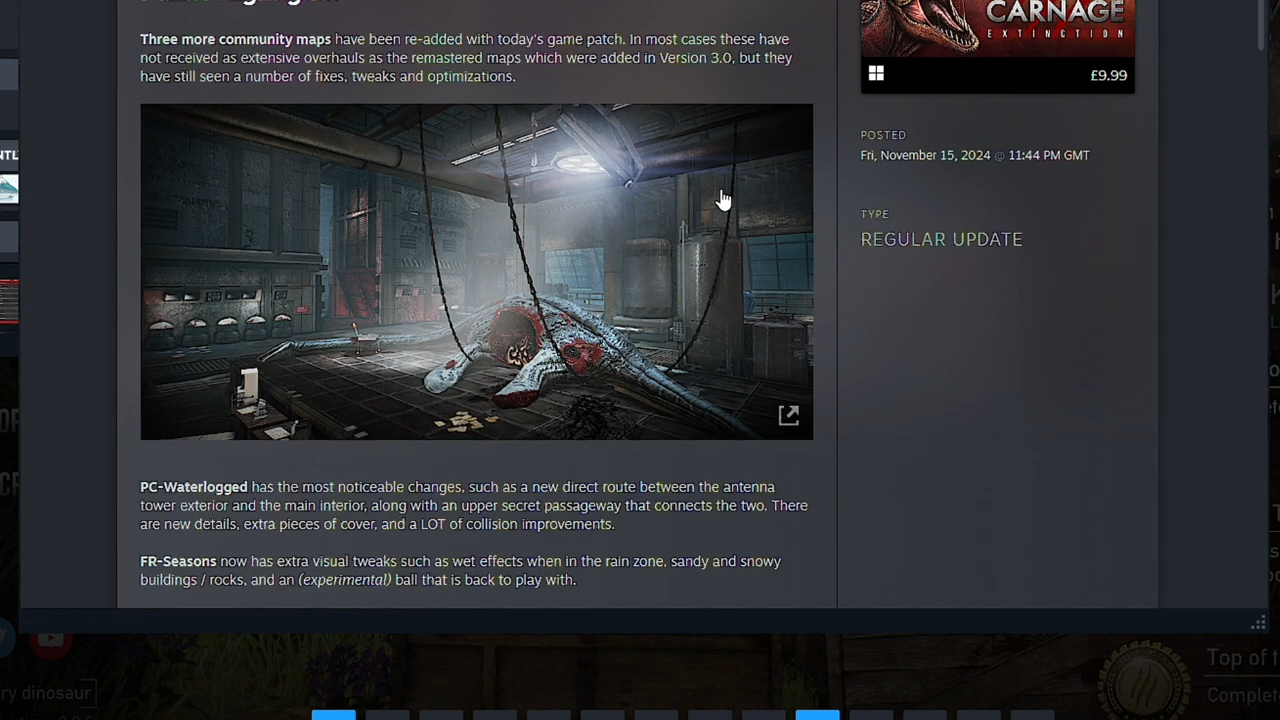 CARNAGE
EXTINCTION
Three more community maps have been re-added with today's game patch. In most cases these have
not received as extensive overhauls as the remastered maps which were added in Version 3.0, but they
have still seen a number of fixes, tweaks and optimizations.
£9.99
POSTED
Fri, November 15, 2024 @ 11:44 PM GMT
TYPE
REGULAR UPDATE
PC-Waterlogged has the most noticeable changes, such as a new direct route between the antenna
tower exterior and the main interior, along with an upper secret passageway that connects the two. There
are new details, extra pieces of cover, and a LOT of collision improvements.
FR-Seasons now has extra visual tweaks such as wet effects when in the rain zone, sandy and snowy
buildings / rocks, and an (experimental) ball that is back to play with.
ry dinosaur
Top of t
Complet